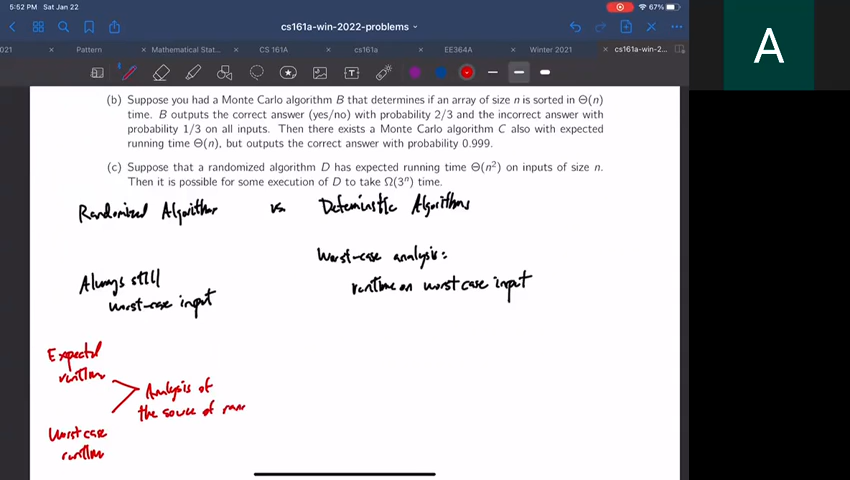 5:52 PM Sat Jan 22
67%
cs161a-win-2022-problems
021
Pattern
Mathematical Stat...
CS 161A
cs161a
EE364A
Winter 2021
cs161a-win-2...
(b) Suppose you had a Monte Carlo algorithm B that determines if an array of size n is sorted in Θ(n)
time. B outputs the correct answer (yes/no) with probability 2/3 and the incorrect answer with
probability 1/3 on all inputs. Then there exists a Monte Carlo algorithm C also with expected
running time Θ(n), but outputs the correct answer with probability 0.999.
(c) Suppose that a randomized algorithm D has expected running time Θ(n²) on inputs of size n.
Then it is possible for some execution of D to take Ω(3ⁿ) time.
Randomized Algorithm vs Deterministic Algorithms
Worst-case analysis:
runtime on worst case input
Always still
worst-case input
Expected
runtime
Analysis of
the source of ran
Worst case
runtime
A